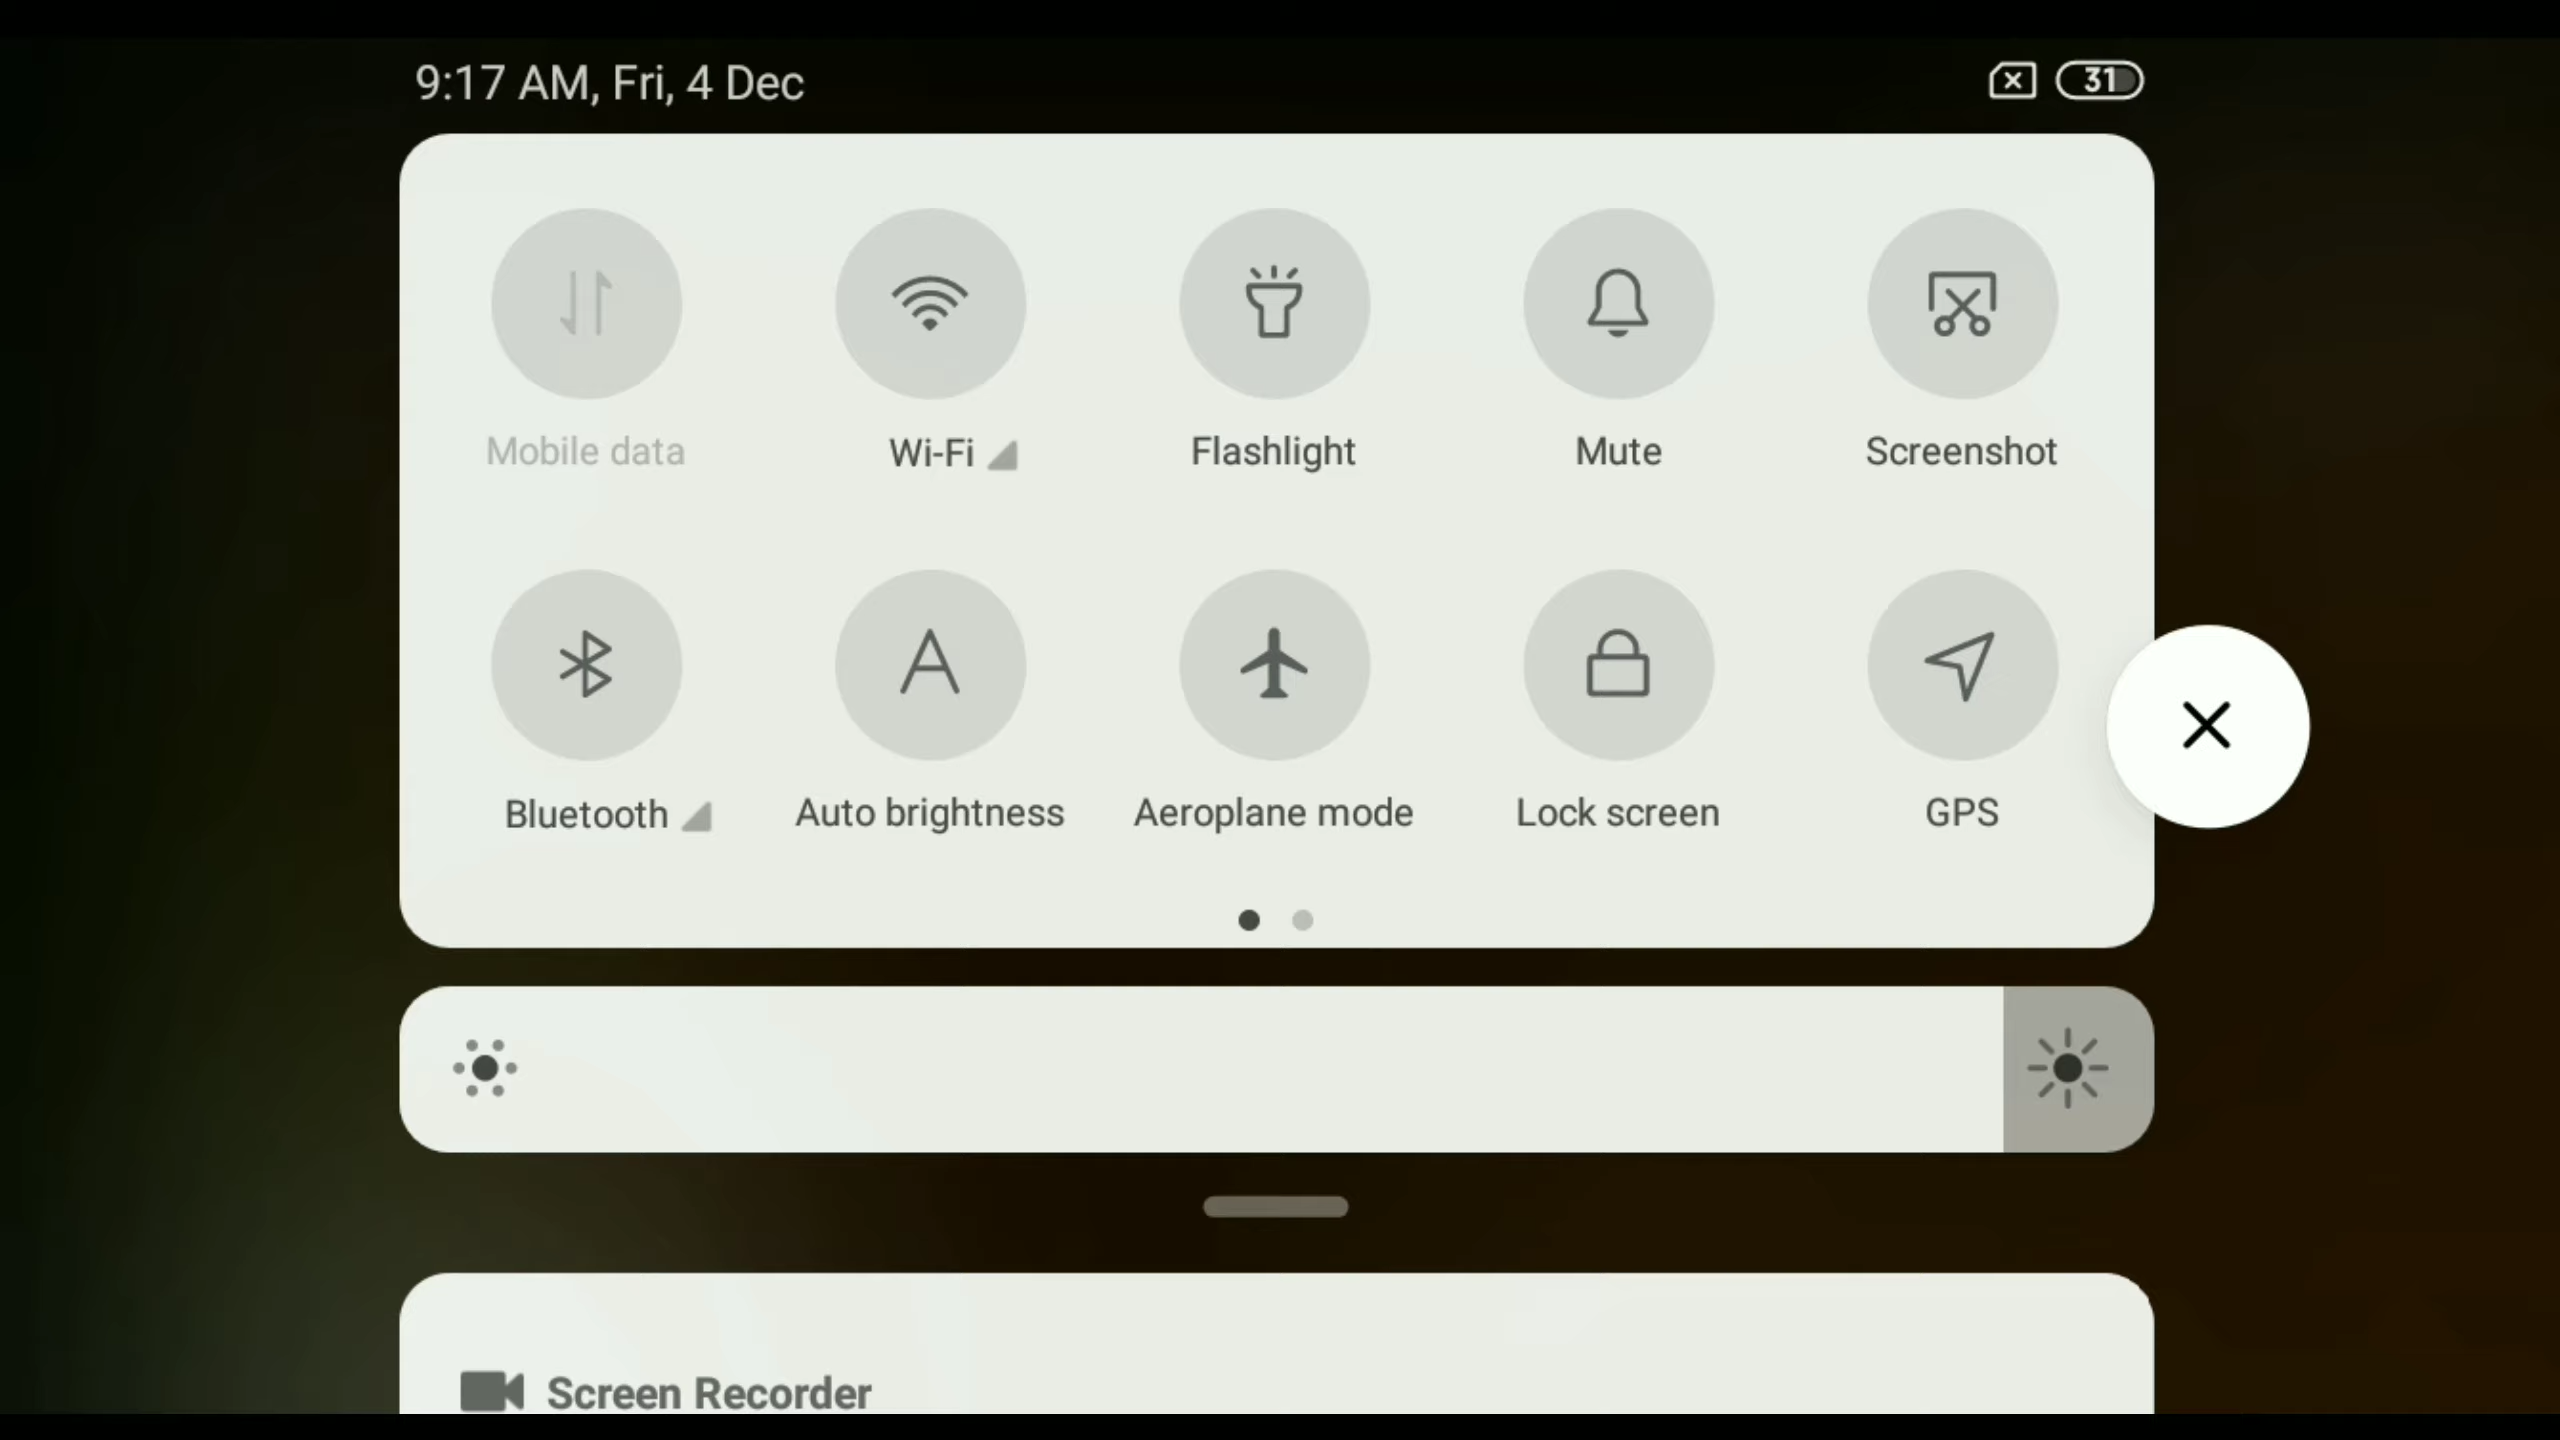 9:17 AM, Fri, 4 Dec
31
Mobile data
Wi-Fi
Flashlight
Mute
Screenshot
Bluetooth
Auto brightness
Aeroplane mode
Lock screen
GPS
Screen Recorder